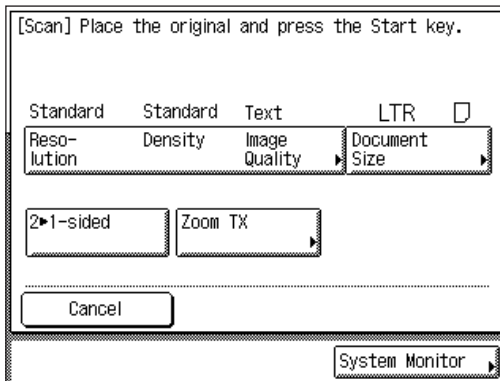 [Scan] Place the original and press the Start key.
Standard Standard Text LTR
Reso- Density Image Document
lution Quality Size
2▶1-sided Zoom TX
Cancel
System Monitor